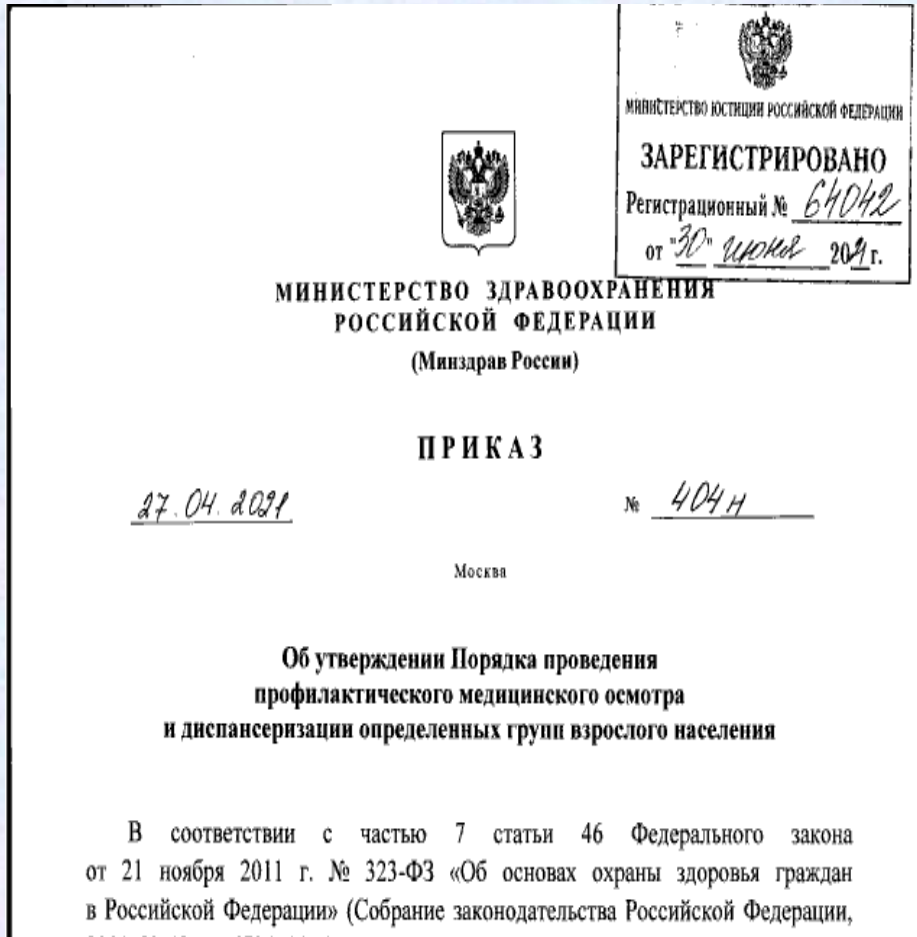 МИНИСТЕРСТВО ЮСТИЦИИ РОССИЙСКОЙ ФЕДЕРАЦИИ
ЗАРЕГИСТРИРОВАНО
Регистрационный № 64042
от "30" июня 2021 г.
МИНИСТЕРСТВО ЗДРАВООХРАНЕНИЯ
РОССИЙСКОЙ ФЕДЕРАЦИИ
(Минздрав России)
ПРИКАЗ
27.04.2021 № 404н
Москва
Об утверждении Порядка проведения
профилактического медицинского осмотра
и диспансеризации определенных групп взрослого населения
В соответствии с частью 7 статьи 46 Федерального закона
от 21 ноября 2011 г. № 323-ФЗ «Об основах охраны здоровья граждан
в Российской Федерации» (Собрание законодательства Российской Федерации,